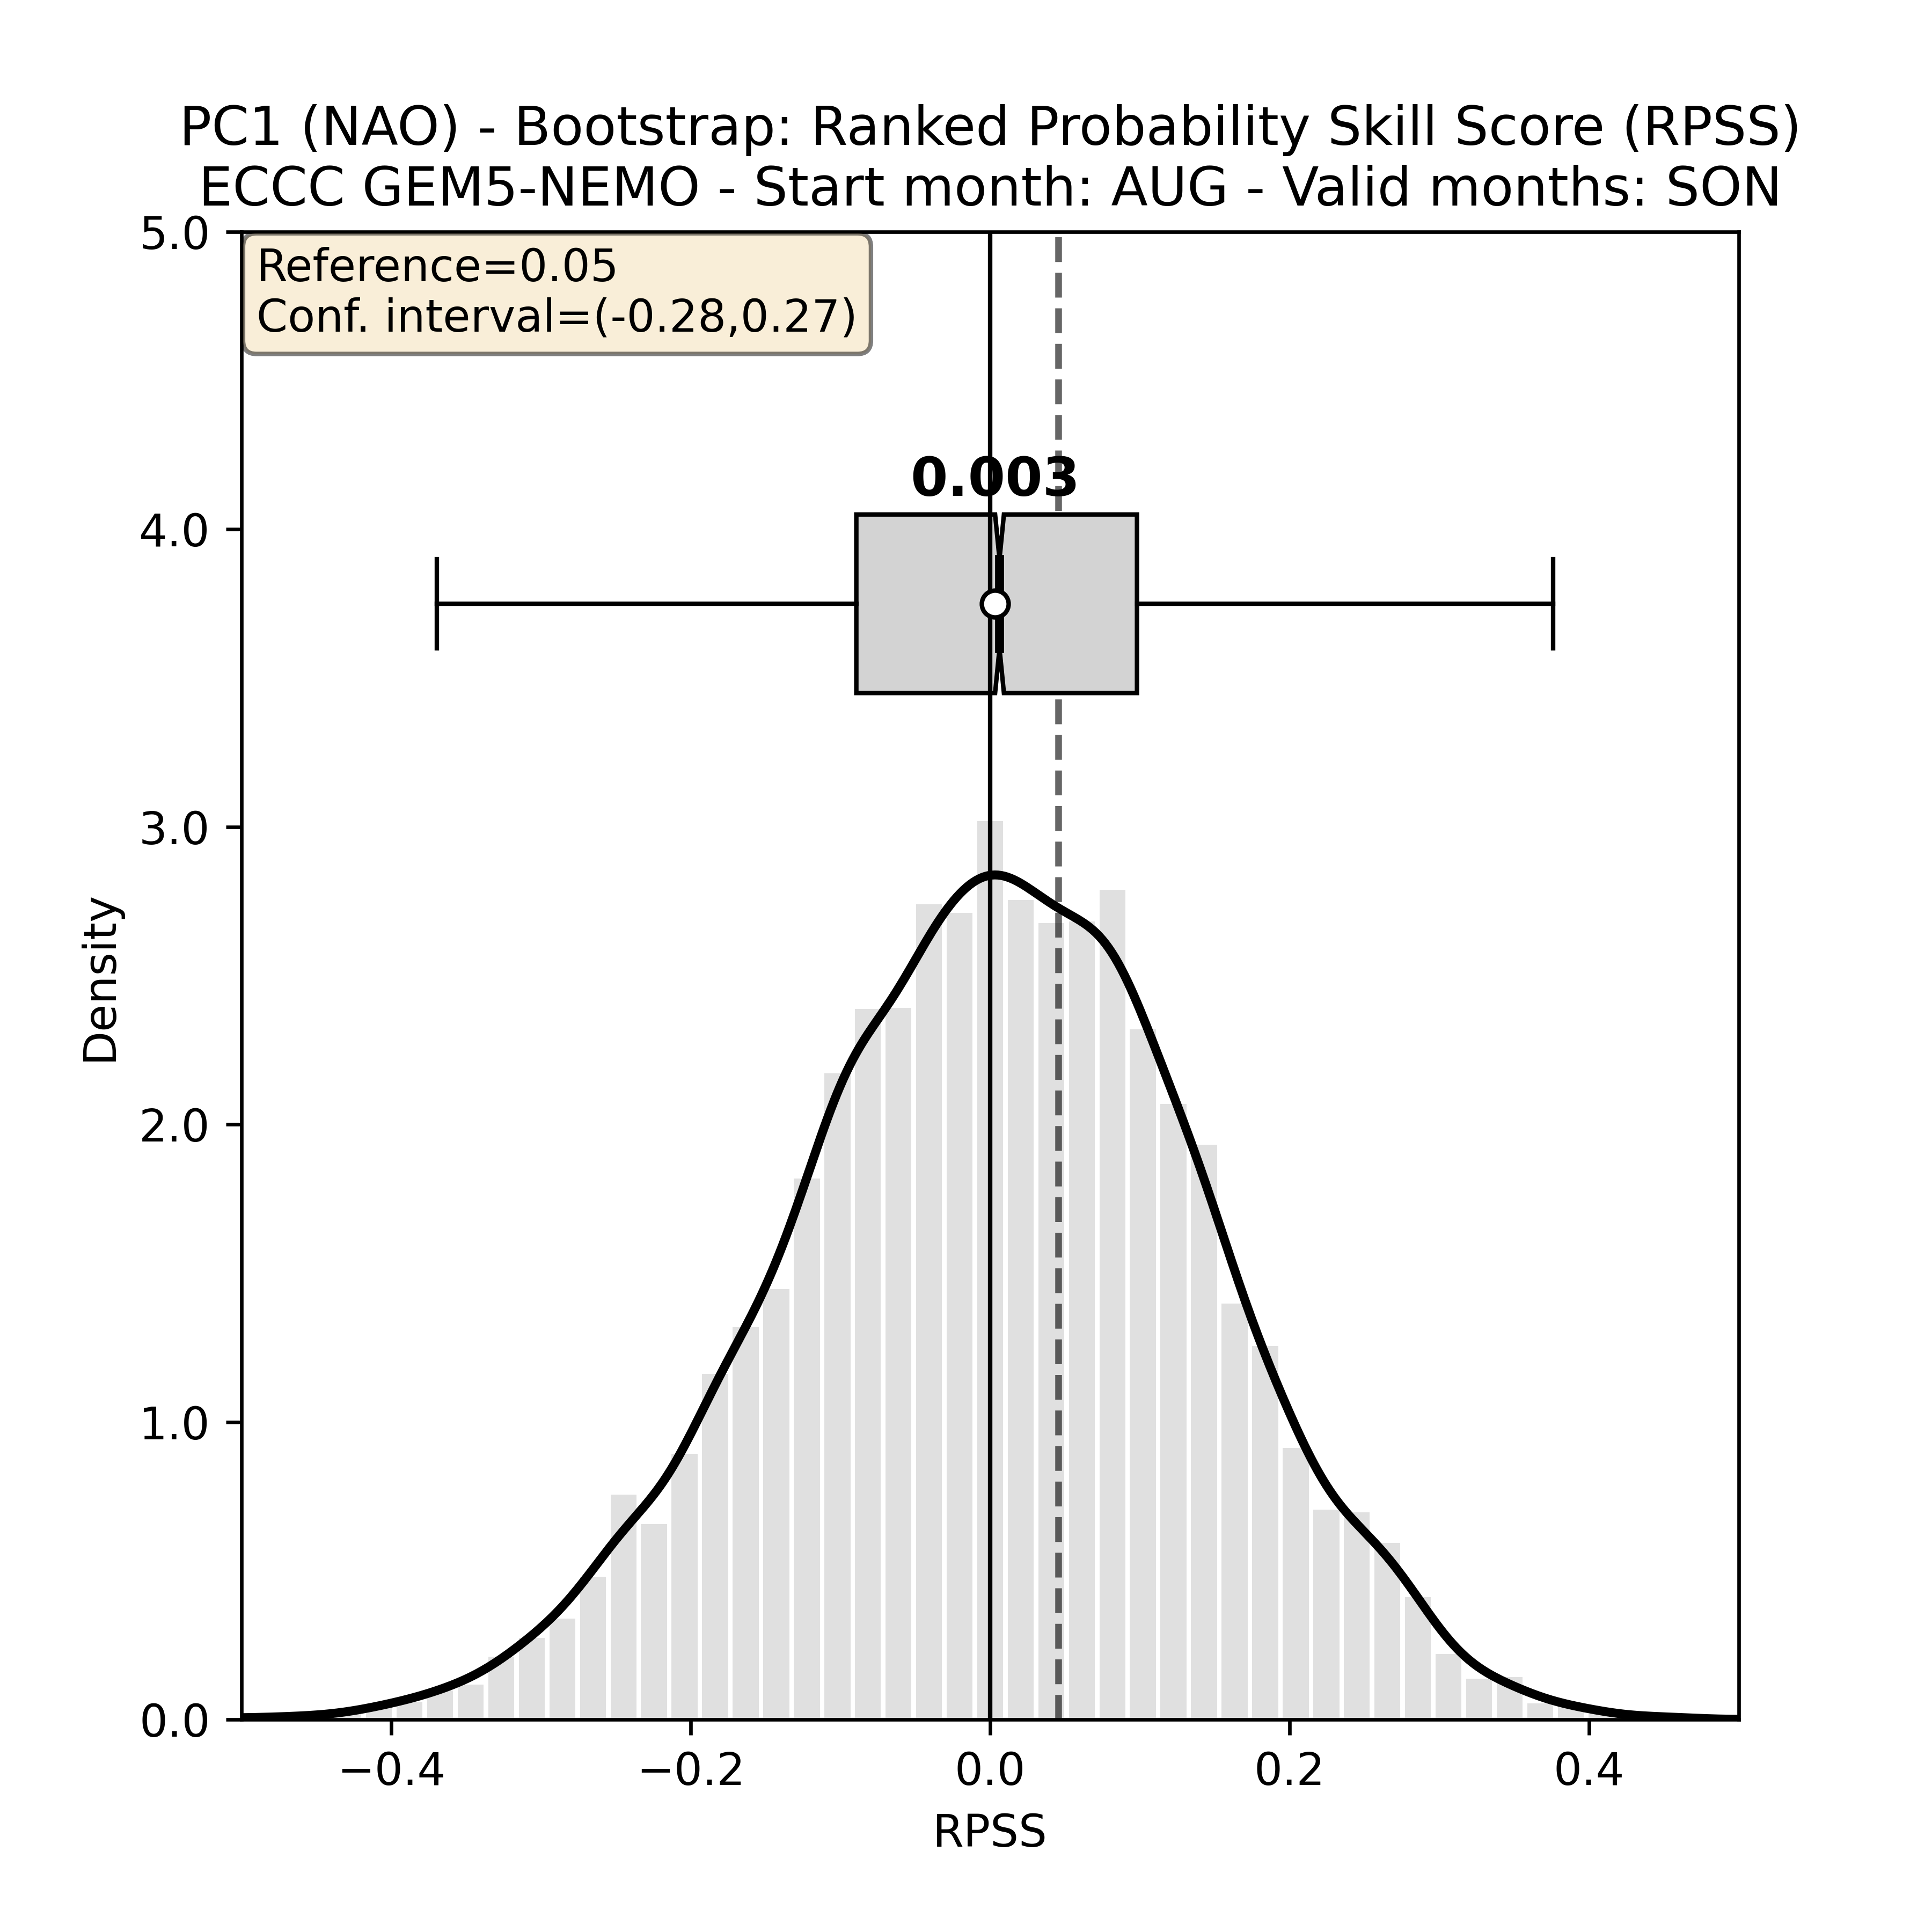 PC1 (NAO) - Bootstrap: Ranked Probability Skill Score (RPSS)
ECCC GEM5-NEMO - Start month: AUG - Valid months: SON
5.0
Reference=0.05
Conf. interval=(-0.28,0.27)
0.003
4.0
3.0
Density
2.0
1.0
0.0
−0.4 −0.2 0.0 0.2 0.4
RPSS